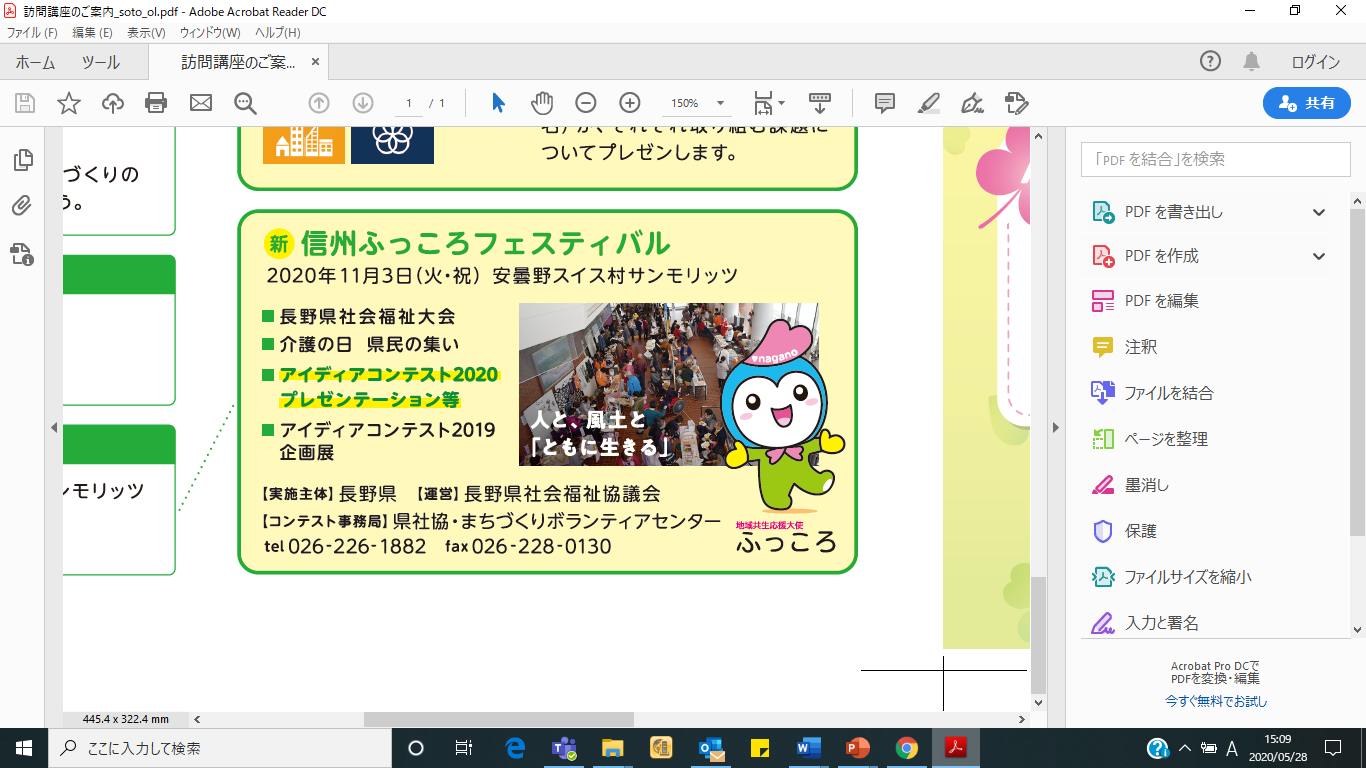 訪問講座のご案内_soto_ol.pdf - Adobe Acrobat Reader DC
ファイル(F) 編集(E) 表示(V) ウィンドウ(W) ヘルプ(H)
ホーム ツール 訪問講座のご案... ×
ログイン
1 / 1 150%
共有
づくりの
う。
ンモリッツ
名)が、それぞれ取り組む課題に
ついてプレゼンします。
新 信州ふっころフェスティバル
2020年11月3日(火・祝) 安曇野スイス村サンモリッツ
長野県社会福祉大会
介護の日 県民の集い
アイディアコンテスト2020
プレゼンテーション等
アイディアコンテスト2019
企画展
♥nagano
人と、風土と
「ともに生きる」
【実施主体】長野県 【運営】長野県社会福祉協議会
【コンテスト事務局】県社協・まちづくりボランティアセンター
tel 026-226-1882 fax 026-228-0130
地域共生応援大使
ふっころ
「PDF を結合」を検索
PDF を書き出し
PDF を作成
PDF を編集
注釈
ファイルを結合
ページを整理
墨消し
保護
ファイルサイズを縮小
入力と署名
Acrobat Pro DCで
PDFを変換・編集
今すぐ無料でお試し
445.4 x 322.4 mm
ここに入力して検索
A
15:09
2020/05/28